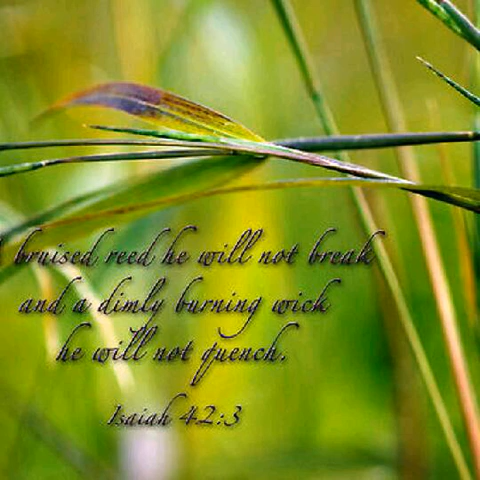 A bruised reed he will not break
and a dimly burning wick
he will not quench.
Isaiah 42:3